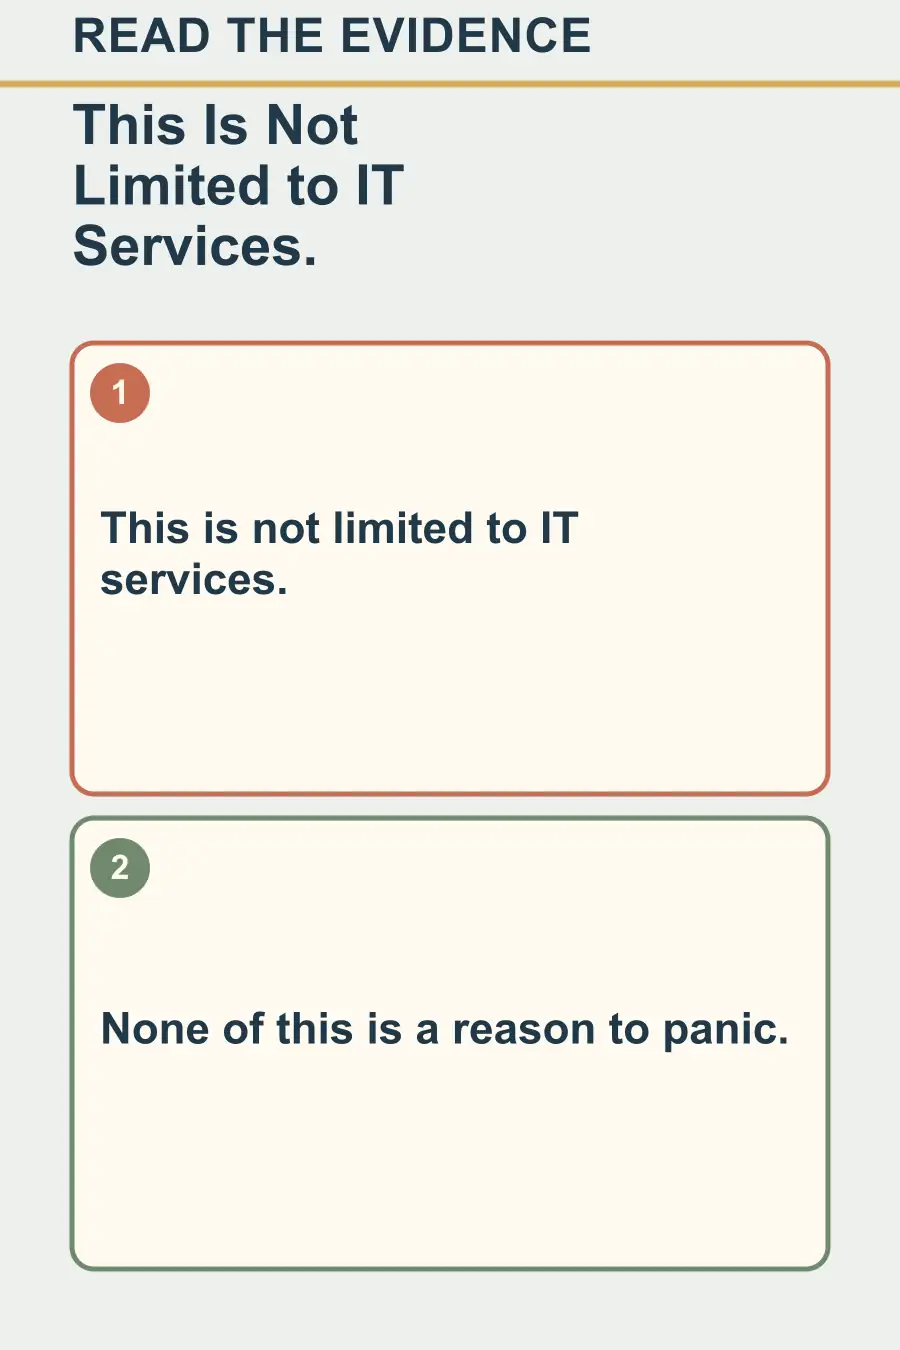 READ THE EVIDENCE
This Is Not
Limited to IT
Services.
1
This is not limited to IT
services.
2
None of this is a reason to panic.